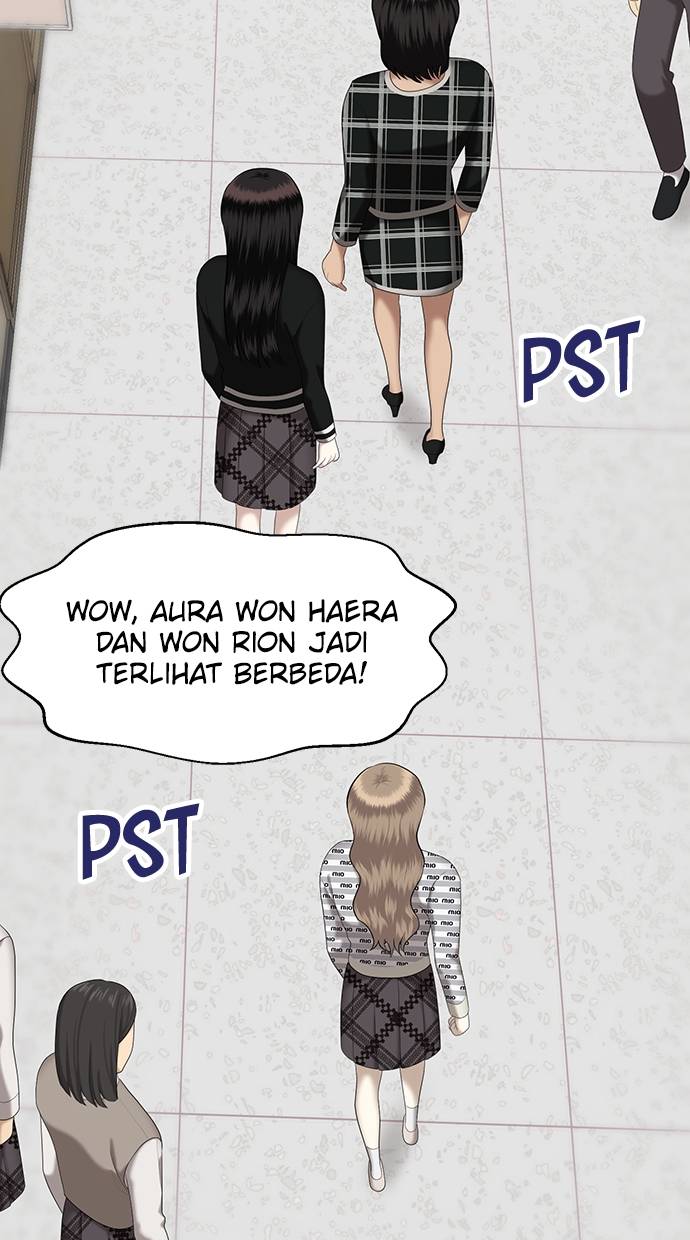 PST
WOW, AURA WON HAERA
DAN WON RION JADI
TERLIHAT BERBEDA!
PST